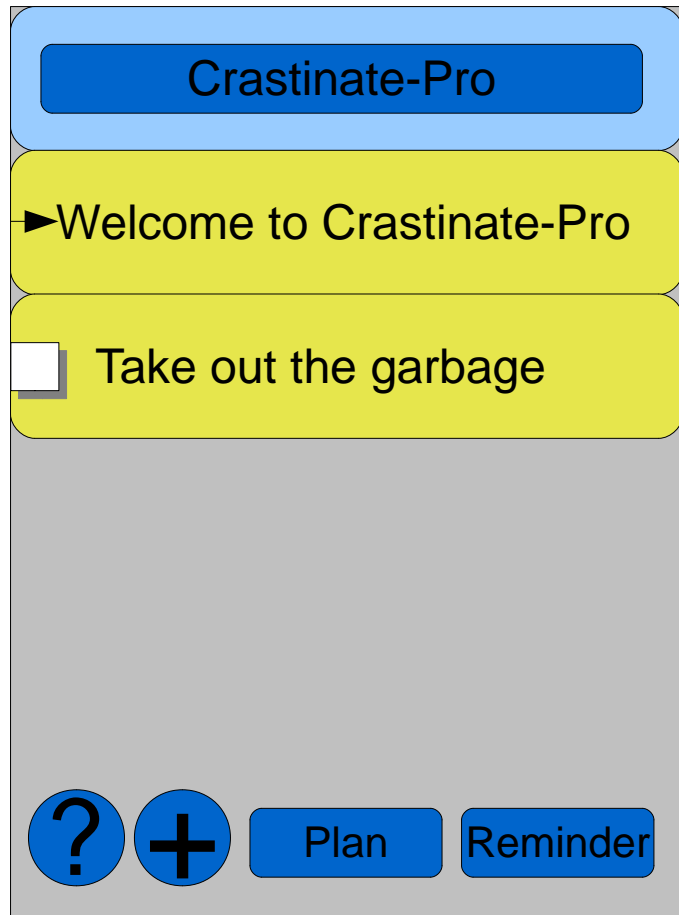 Crastinate-Pro
Welcome to Crastinate-Pro
Take out the garbage
? + Plan Reminder